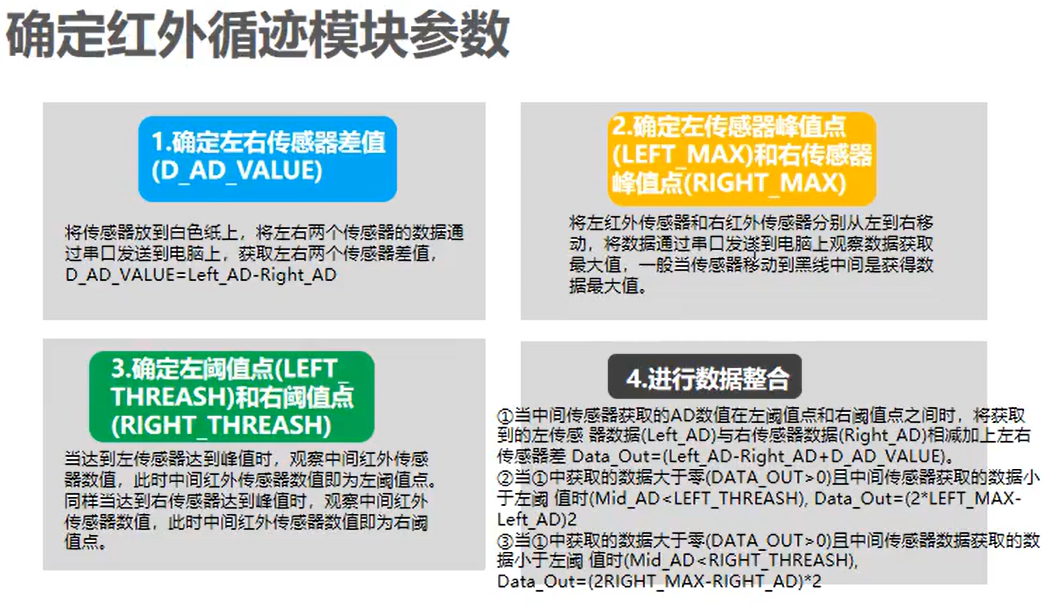 确定红外循迹模块参数
1.确定左右传感器差值
(D_AD_VALUE)
将传感器放到白色纸上，将左右两个传感器的数据通
过串口发送到电脑上，获取左右两个传感器差值，
D_AD_VALUE=Left_AD-Right_AD
2.确定左传感器峰值点
(LEFT_MAX)和右传感器
峰值点(RIGHT_MAX)
将左红外传感器和右红外传感器分别从左到右移
动，将数据通过串口发送到电脑上观察数据获取
最大值，一般当传感器移动到黑线中间是获得数
据最大值。
3.确定左阈值点(LEFT_
THREASH)和右阈值点
(RIGHT_THREASH)
当达到左传感器达到峰值时，观察中间红外传感
器数值，此时中间红外传感器数值即为左阈值点。
同样当达到右传感器达到峰值时，观察中间红外
传感器数值，此时中间红外传感器数值即为右阈
值点。
4.进行数据整合
①当中间传感器获取的AD数值在左阈值点和右阈值点之间时，将获取
到的左传感 器数据(Left_AD)与右传感器数据(Right_AD)相减加上左右
传感器差 Data_Out=(Left_AD-Right_AD+D_AD_VALUE)。
②当①中获取的数据大于零(DATA_OUT>0)且中间传感器获取的数据小
于左阈 值时(Mid_AD<LEFT_THREASH), Data_Out=(2*LEFT_MAX-
Left_AD)2
③当①中获取的数据大于零(DATA_OUT>0)且中间传感器数据获取的数
据小于左阈 值时(Mid_AD<RIGHT_THREASH),
Data_Out=(2RIGHT_MAX-RIGHT_AD)*2